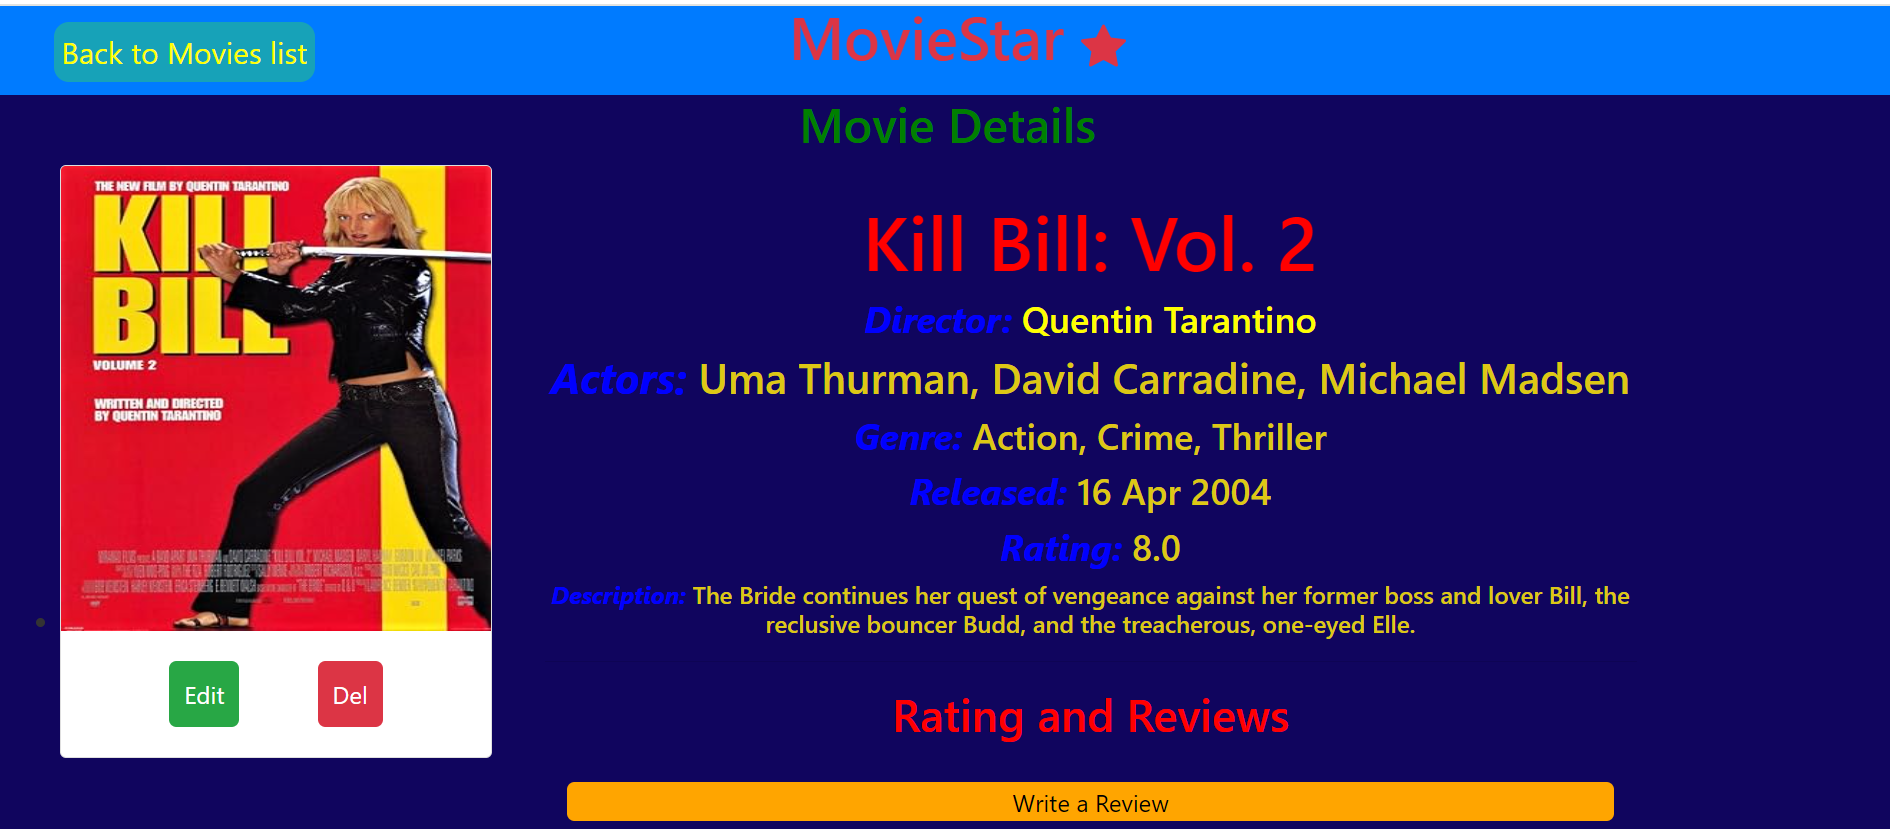 Back to Movies list
MovieStar
Movie Details
THE NEW FILM BY QUENTIN TARANTINO
KILL
BILL
VOLUME 2
WRITTEN AND DIRECTED
BY QUENTIN TARANTINO
Edit
Del
Kill Bill: Vol. 2
Director: Quentin Tarantino
Actors: Uma Thurman, David Carradine, Michael Madsen
Genre: Action, Crime, Thriller
Released: 16 Apr 2004
Rating: 8.0
Description: The Bride continues her quest of vengeance against her former boss and lover Bill, the
reclusive bouncer Budd, and the treacherous, one-eyed Elle.
Rating and Reviews
Write a Review